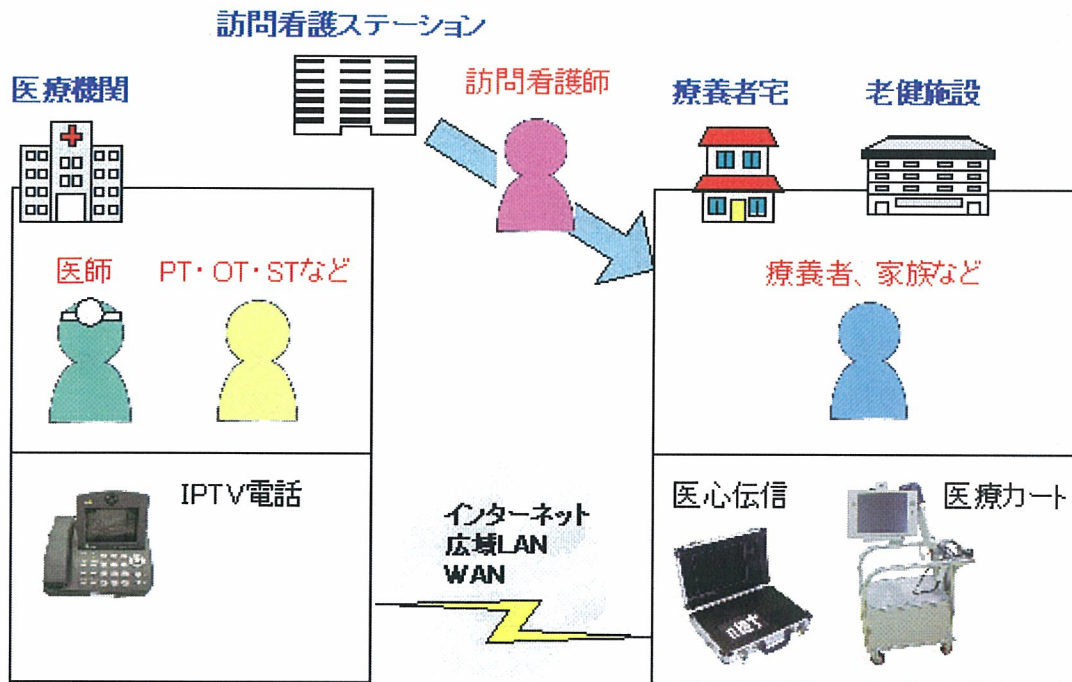 訪問看護ステーション
医療機関
訪問看護師
療養者宅
老健施設
医師
PT・OT・STなど
療養者、家族など
IPTV電話
インターネット
広域LAN
WAN
医心伝信
医療カート